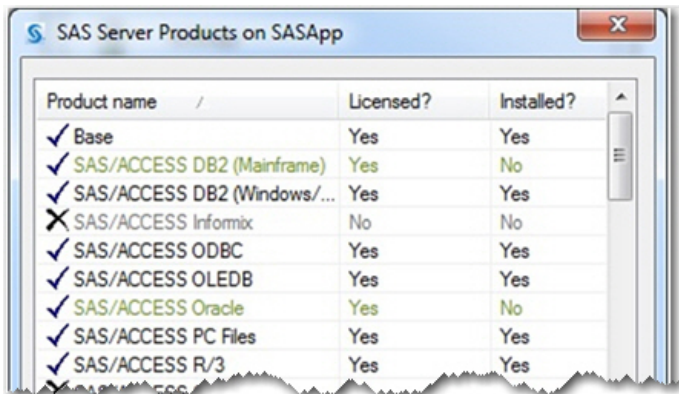 SAS Server Products on SASApp
Product name Licensed? Installed?
Base Yes Yes
SAS/ACCESS DB2 (Mainframe) Yes No
SAS/ACCESS DB2 (Windows/... Yes Yes
SAS/ACCESS Informix No No
SAS/ACCESS ODBC Yes Yes
SAS/ACCESS OLEDB Yes Yes
SAS/ACCESS Oracle Yes No
SAS/ACCESS PC Files Yes Yes
SAS/ACCESS R/3 Yes Yes